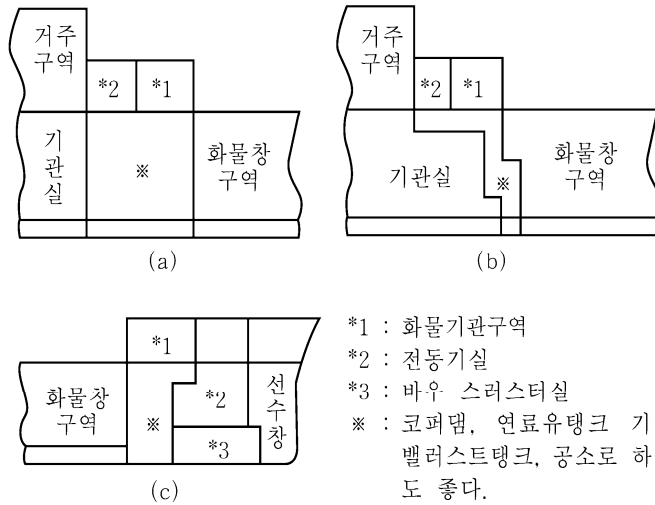 거주
구역
*2
*1
기
관
실
※
화물창
구역
(a)
거주
구역
*2
*1
기관실
※
화물창
구역
(b)
*1
화물창
구역
※
*2
*3
선
수
창
(c)
*1 : 화물기관구역
*2 : 전동기실
*3 : 바우 스러스터실
※ : 코퍼댐, 연료유탱크 기
밸러스트탱크, 공소로 하
도 좋다.